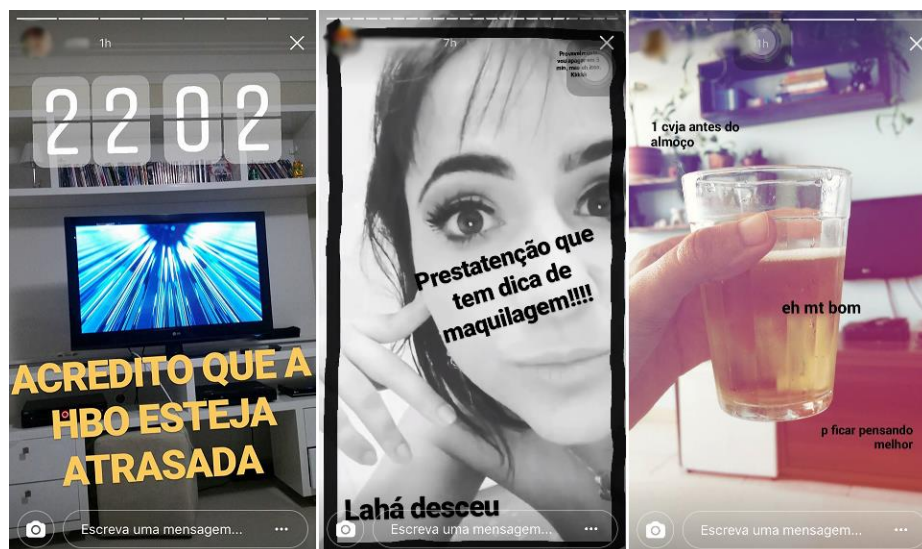 1h
22 02
ACREDITO QUE A
HBO ESTEJA
ATRASADA
Escreva uma mensagem...
7h
min, mas
Prestatenção que
tem dica de
maquilagem!!!!
Lahá desceu
Escreva uma mensagem...
1h
1 cvja antes do
almoço
eh mt bom
p ficar pensando
melhor
Escreva uma mensagem...